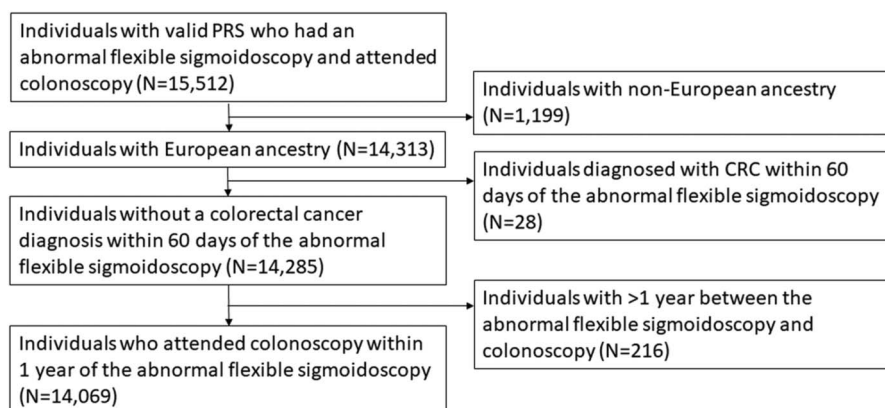 Individuals with valid PRS who had an
abnormal flexible sigmoidoscopy and attended
colonoscopy (N=15,512)
Individuals with non-European ancestry
(N=1,199)
Individuals with European ancestry (N=14,313)
Individuals diagnosed with CRC within 60
days of the abnormal flexible sigmoidoscopy
(N=28)
Individuals without a colorectal cancer
diagnosis within 60 days of the abnormal
flexible sigmoidoscopy (N=14,285)
Individuals with >1 year between the
abnormal flexible sigmoidoscopy and
colonoscopy (N=216)
Individuals who attended colonoscopy within
1 year of the abnormal flexible sigmoidoscopy
(N=14,069)